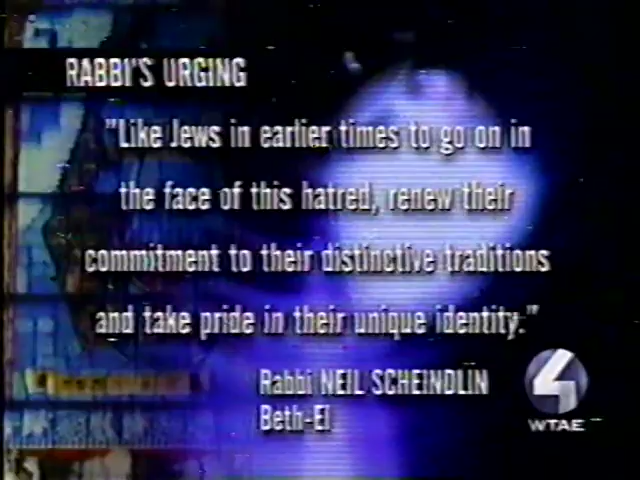 RABBI'S URGING
"Like Jews in earlier times to go on in
the face of this hatred, renew their
commitment to their distinctive traditions
and take pride in their unique identity."
Rabbi NEIL SCHEINDLIN
Beth-El
4
WTAE